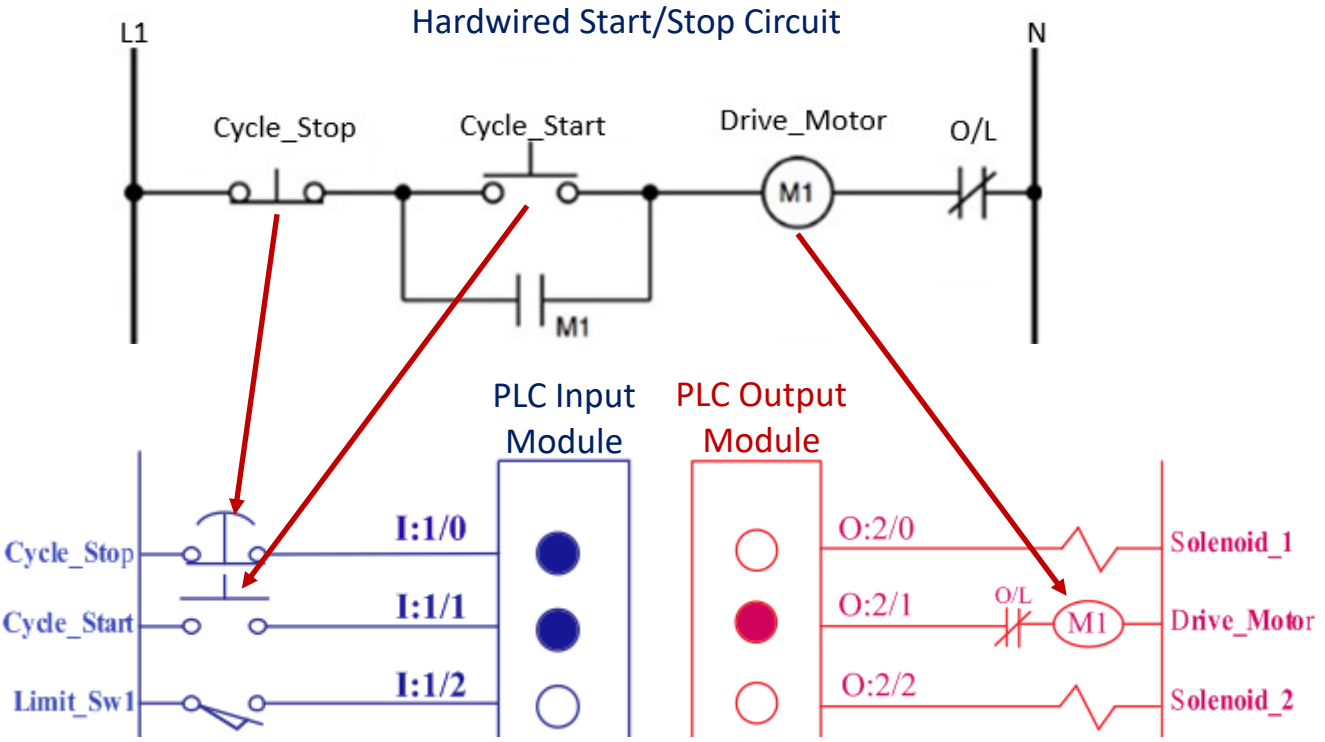 Hardwired Start/Stop Circuit
L1
N
Cycle_Stop
Cycle_Start
Drive_Motor
O/L
M1
M1
PLC Input
Module
PLC Output
Module
Cycle_Stop
I:1/0
O:2/0
Solenoid_1
Cycle_Start
I:1/1
O:2/1
O/L
M1
Drive_Motor
Limit_Sw1
I:1/2
O:2/2
Solenoid_2